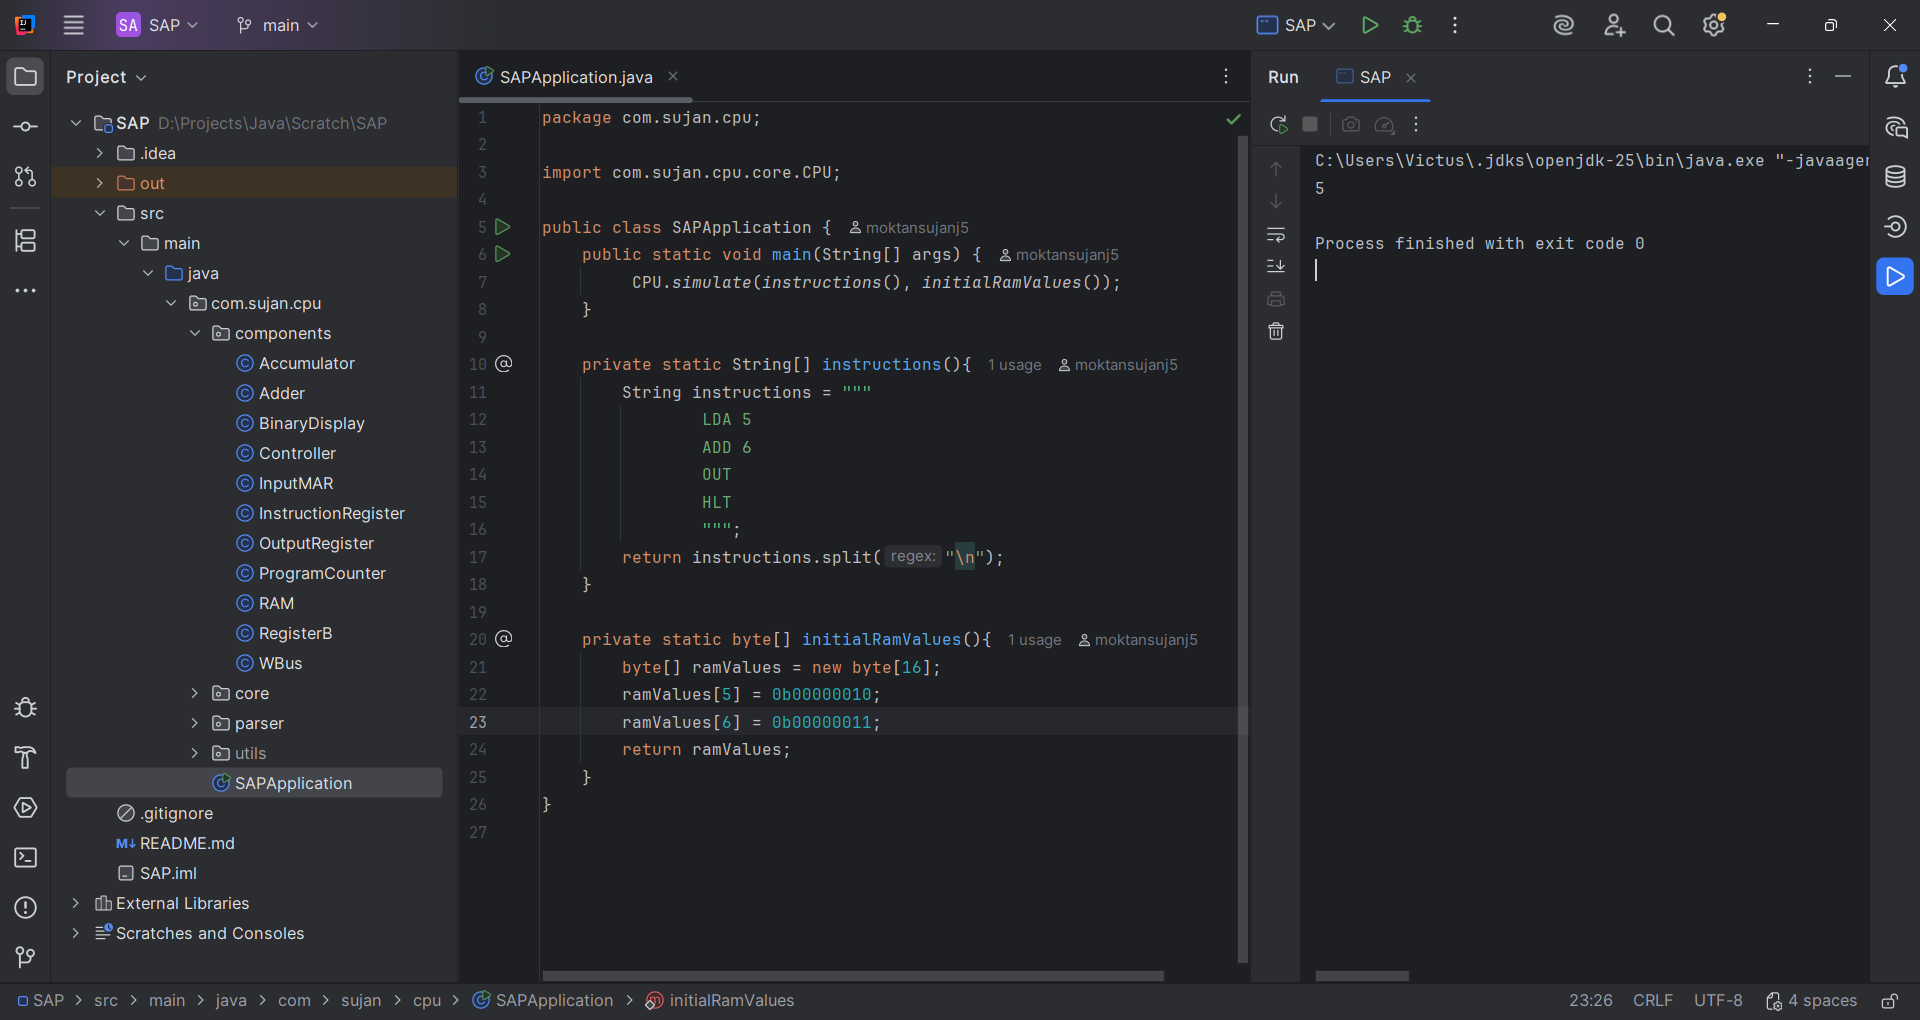 SA SAP main SAP
Project
SAPApplication.java
Run SAP
SAP D:\Projects\Java\Scratch\SAP
.idea
out
src
main
java
com.sujan.cpu
components
Accumulator
Adder
BinaryDisplay
Controller
InputMAR
InstructionRegister
OutputRegister
ProgramCounter
RAM
RegisterB
WBus
core
parser
utils
SAPApplication
.gitignore
M↓ README.md
SAP.iml
External Libraries
Scratches and Consoles
1 package com.sujan.cpu;
2
3 import com.sujan.cpu.core.CPU;
4
5 public class SAPApplication { moktansujanj5
6 public static void main(String[] args) { moktansujanj5
7 CPU.simulate(instructions(), initialRamValues());
8 }
9
10 private static String[] instructions(){ 1 usage moktansujanj5
11 String instructions = """
12 LDA 5
13 ADD 6
14 OUT
15 HLT
16 """;
17 return instructions.split( regex: "\n");
18 }
19
20 private static byte[] initialRamValues(){ 1 usage moktansujanj5
21 byte[] ramValues = new byte[16];
22 ramValues[5] = 0b00000010;
23 ramValues[6] = 0b00000011;
24 return ramValues;
25 }
26 }
27
C:\Users\Victus\.jdks\openjdk-25\bin\java.exe "-javaager
5
Process finished with exit code 0
SAP > src > main > java > com > sujan > cpu > SAPApplication > m initialRamValues
23:26 CRLF UTF-8 4 spaces